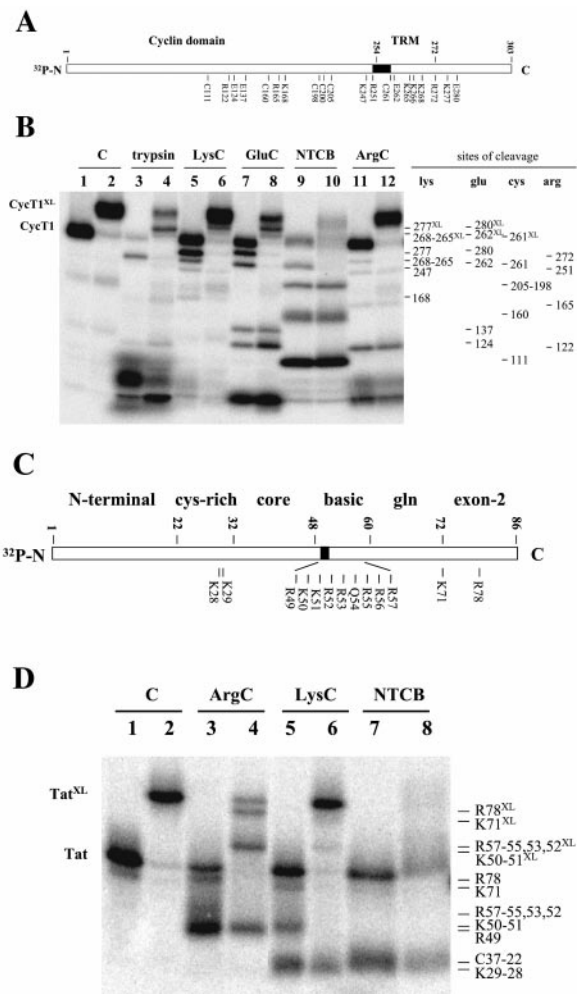 A
1
Cyclin domain
254
TRM
272
303
32P-N
C
C111
R122
E124
E137
C160
R165
K168
C198
C200
C205
K247
R251
C261
E262
K265
K266
K268
R272
K277
E280
B
C trypsin LysC GluC NTCB ArgC
sites of cleavage
1 2 3 4 5 6 7 8 9 10 11 12
lys glu cys arg
CycT1XL
CycT1
277XL
268-265XL
277
268-265
247
168
280XL
262XL
280
262
137
124
261XL
261
205-198
160
111
272
251
165
122
C
N-terminal cys-rich core basic gln exon-2
1
22
32
48
60
72
86
32P-N
C
K28
K29
R49
K50
K51
R52
R53
Q54
R55
R56
R57
K71
R78
D
C ArgC LysC NTCB
1 2 3 4 5 6 7 8
TatXL
Tat
R78XL
K71XL
R57-55,53,52XL
K50-51XL
R78
K71
R57-55,53,52
K50-51
R49
C37-22
K29-28